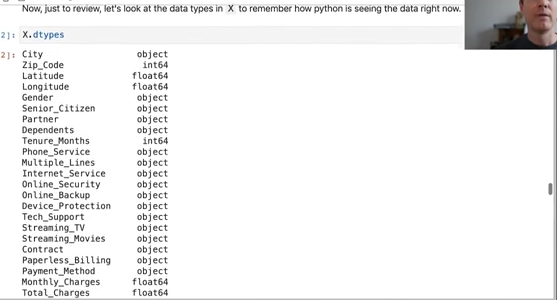 Now, just to review, let's look at the data types in X to remember how python is seeing the data right now.
2]: X.dtypes
2]: City object
Zip_Code int64
Latitude float64
Longitude float64
Gender object
Senior_Citizen object
Partner object
Dependents object
Tenure_Months int64
Phone_Service object
Multiple_Lines object
Internet_Service object
Online_Security object
Online_Backup object
Device_Protection object
Tech_Support object
Streaming_TV object
Streaming_Movies object
Contract object
Paperless_Billing object
Payment_Method object
Monthly_Charges float64
Total_Charges float64